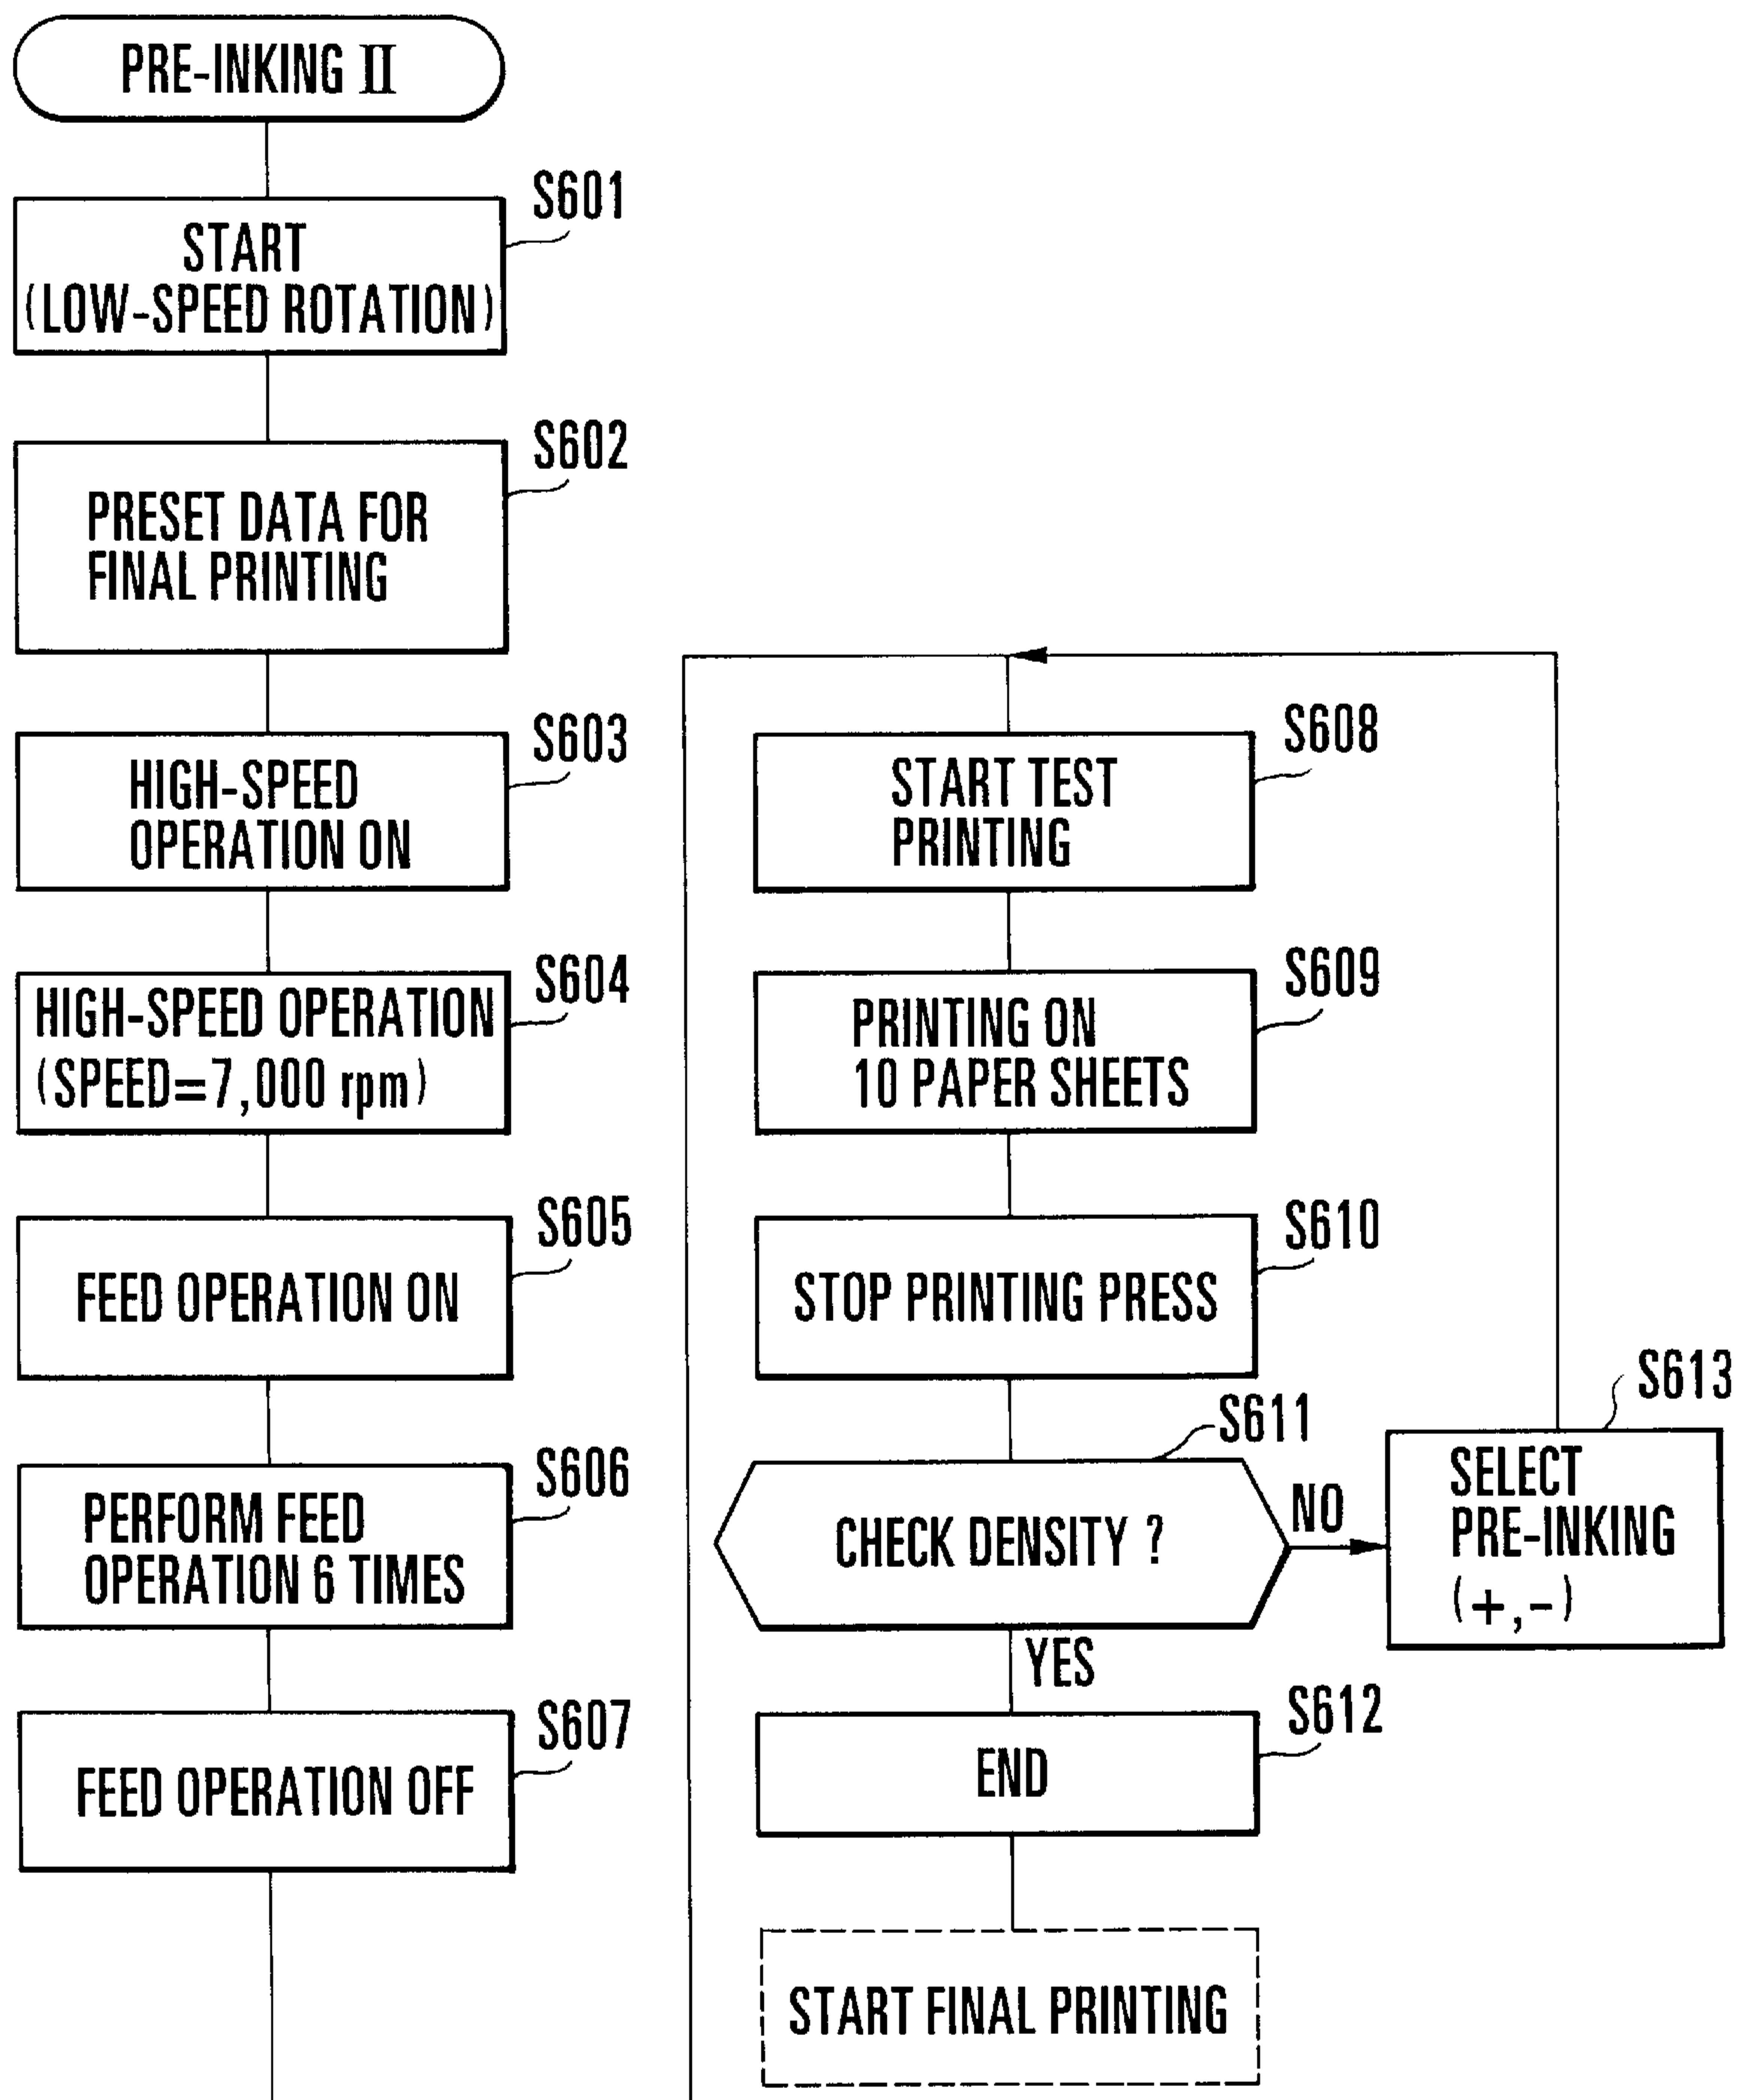 PRE-INKING II
S601
START
(LOW-SPEED ROTATION)
S602
PRESET DATA FOR
FINAL PRINTING
S603
HIGH-SPEED
OPERATION ON
S604
HIGH-SPEED OPERATION
(SPEED=7,000 rpm)
S605
FEED OPERATION ON
S606
PERFORM FEED
OPERATION 6 TIMES
S607
FEED OPERATION OFF
S608
START TEST
PRINTING
S609
PRINTING ON
10 PAPER SHEETS
S610
STOP PRINTING PRESS
S611
CHECK DENSITY ?
NO
S613
SELECT
PRE-INKING
(+,-)
YES
S612
END
START FINAL PRINTING